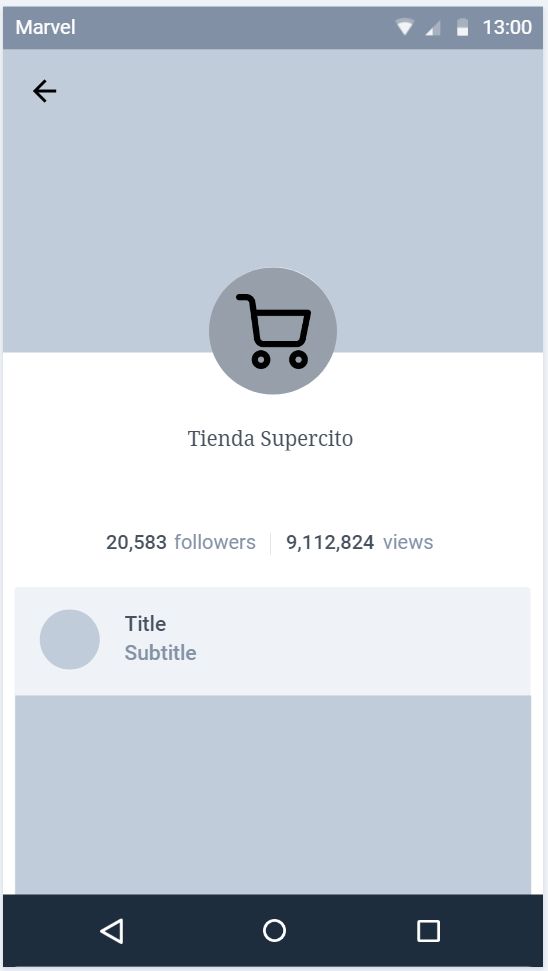 Marvel 13:00
Tienda Supercito
20,583 followers 9,112,824 views
Title
Subtitle